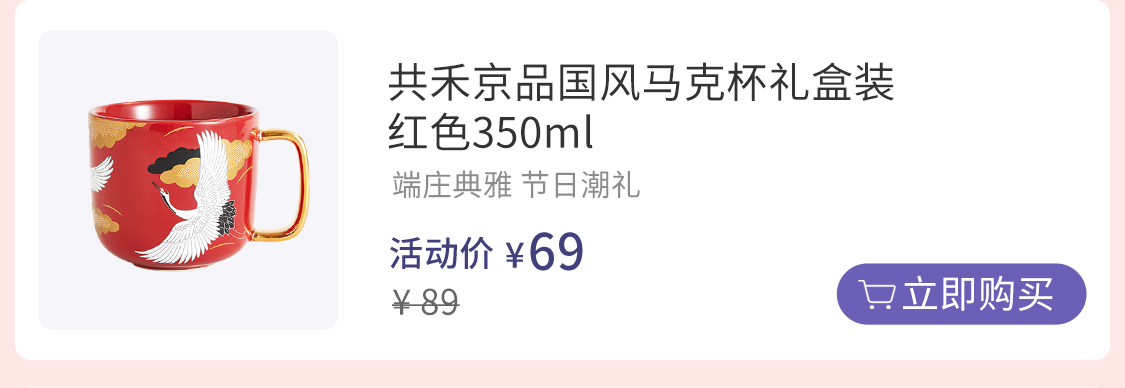 共禾京品国风马克杯礼盒装
红色350ml
端庄典雅 节日潮礼
活动价 ¥69
¥ 89
立即购买